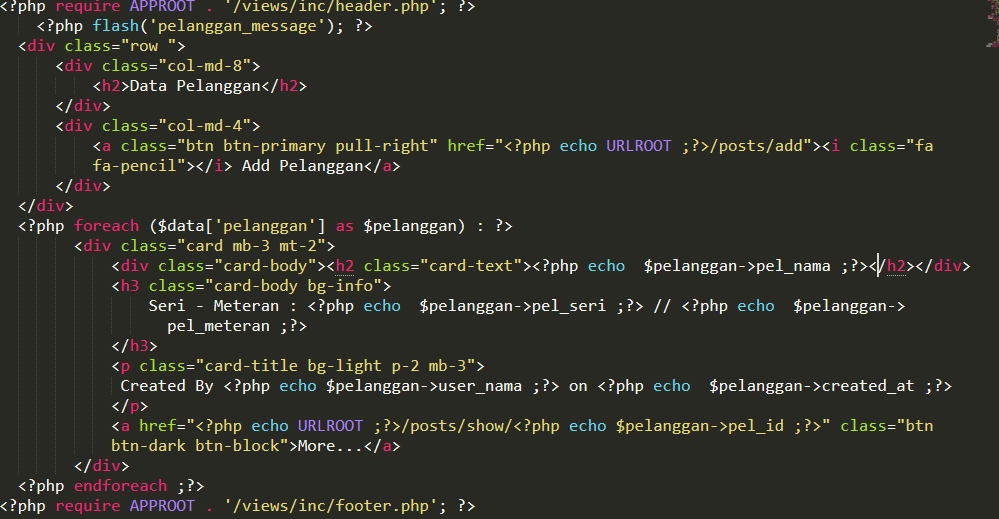 <?php require APPROOT . '/views/inc/header.php'; ?>
<?php flash('pelanggan_message'); ?>
<div class="row ">
<div class="col-md-8">
<h2>Data Pelanggan</h2>
</div>
<div class="col-md-4">
<a class="btn btn-primary pull-right" href="<?php echo URLROOT ;?>/posts/add"><i class="fa
fa-pencil"></i> Add Pelanggan</a>
</div>
</div>
<?php foreach ($data['pelanggan'] as $pelanggan) : ?>
<div class="card mb-3 mt-2">
<div class="card-body"><h2 class="card-text"><?php echo  $pelanggan->pel_nama ;?></h2></div>
<h3 class="card-body bg-info">
Seri - Meteran : <?php echo  $pelanggan->pel_seri ;?> // <?php echo  $pelanggan->
pel_meteran ;?>
</h3>
<p class="card-title bg-light p-2 mb-3">
Created By <?php echo $pelanggan->user_nama ;?> on <?php echo  $pelanggan->created_at ;?>
</p>
<a href="<?php echo URLROOT ;?>/posts/show/<?php echo $pelanggan->pel_id ;?>" class="btn
btn-dark btn-block">More...</a>
</div>
<?php endforeach ;?>
<?php require APPROOT . '/views/inc/footer.php'; ?>